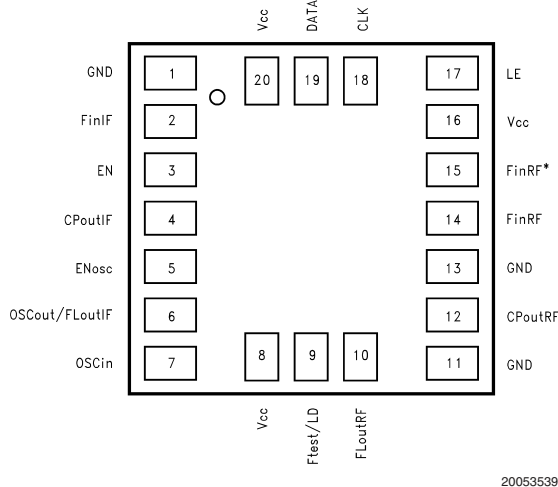 Vcc
DATA
CLK
GND
1
20
19
18
17
LE
FinIF
2
16
Vcc
EN
3
15
FinRF*
CPoutIF
4
14
FinRF
ENosc
5
13
GND
OSCout/FLoutIF
6
12
CPoutRF
OSCin
7
8
9
10
11
GND
Vcc
Ftest/LD
FLoutRF
20053539